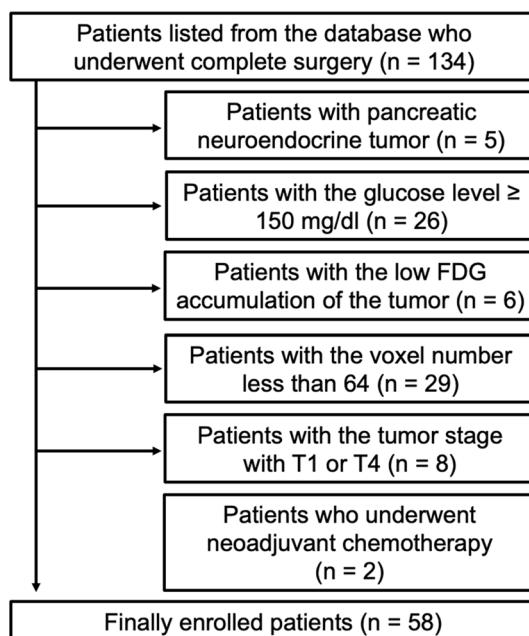 Patients listed from the database who
underwent complete surgery (n = 134)
Patients with pancreatic
neuroendocrine tumor (n = 5)
Patients with the glucose level ≥
150 mg/dl (n = 26)
Patients with the low FDG
accumulation of the tumor (n = 6)
Patients with the voxel number
less than 64 (n = 29)
Patients with the tumor stage
with T1 or T4 (n = 8)
Patients who underwent
neoadjuvant chemotherapy
(n = 2)
Finally enrolled patients (n = 58)